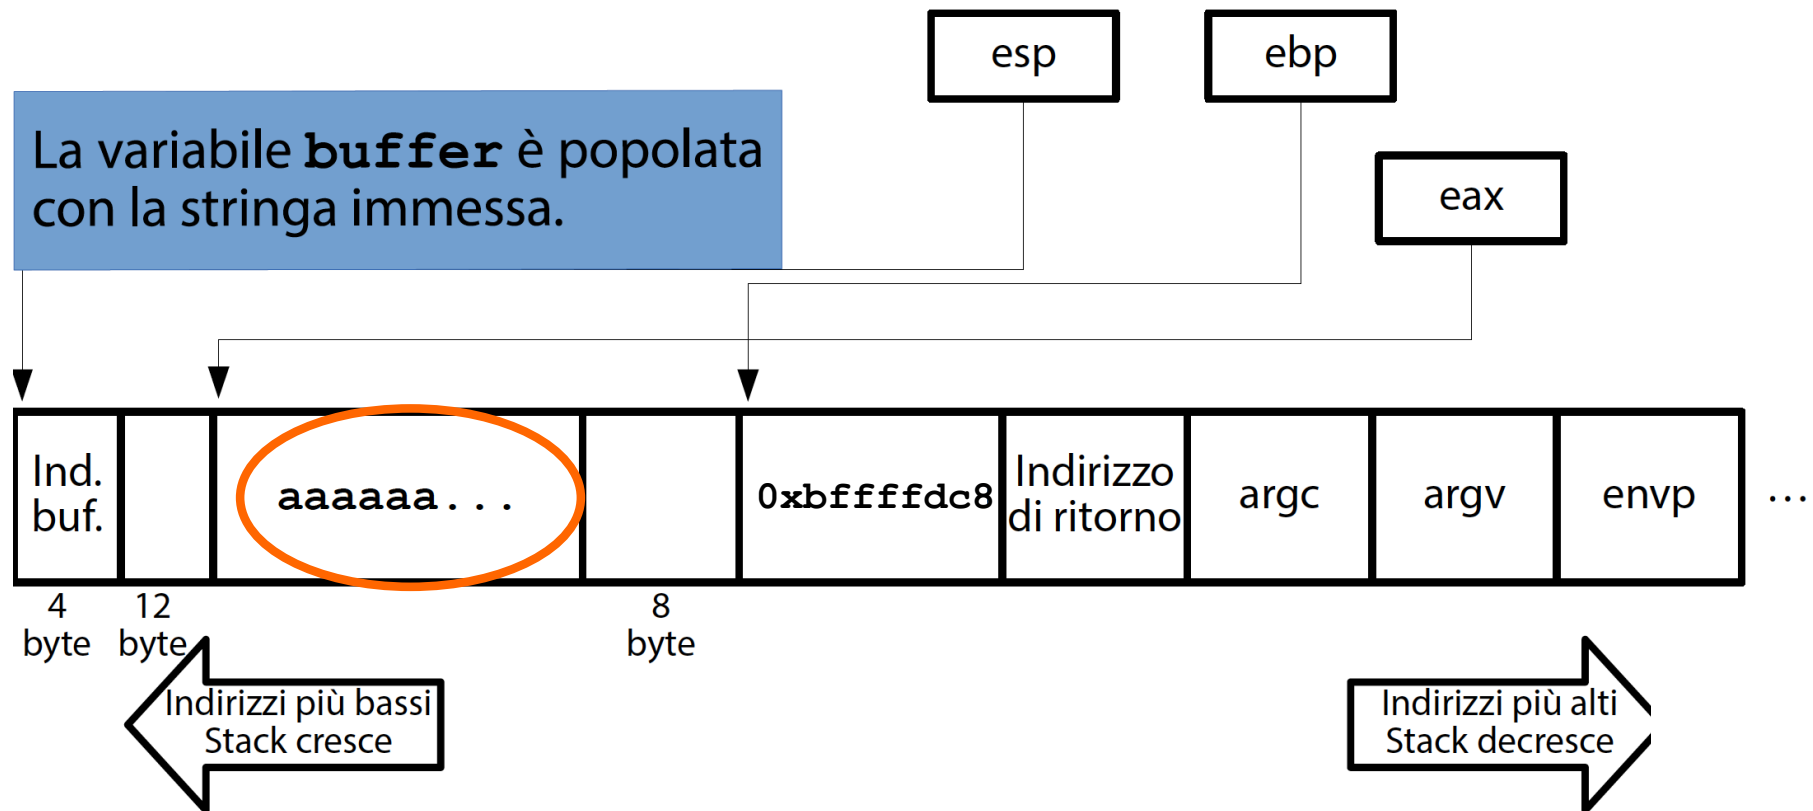 esp
ebp
La variabile buffer è popolata
con la stringa immessa.
eax
Ind.
buf.
aaaaaa...
0xbffffdc8
Indirizzo
di ritorno
argc
argv
envp
...
4
byte
12
byte
8
byte
Indirizzi più bassi
Stack cresce
Indirizzi più alti
Stack decresce